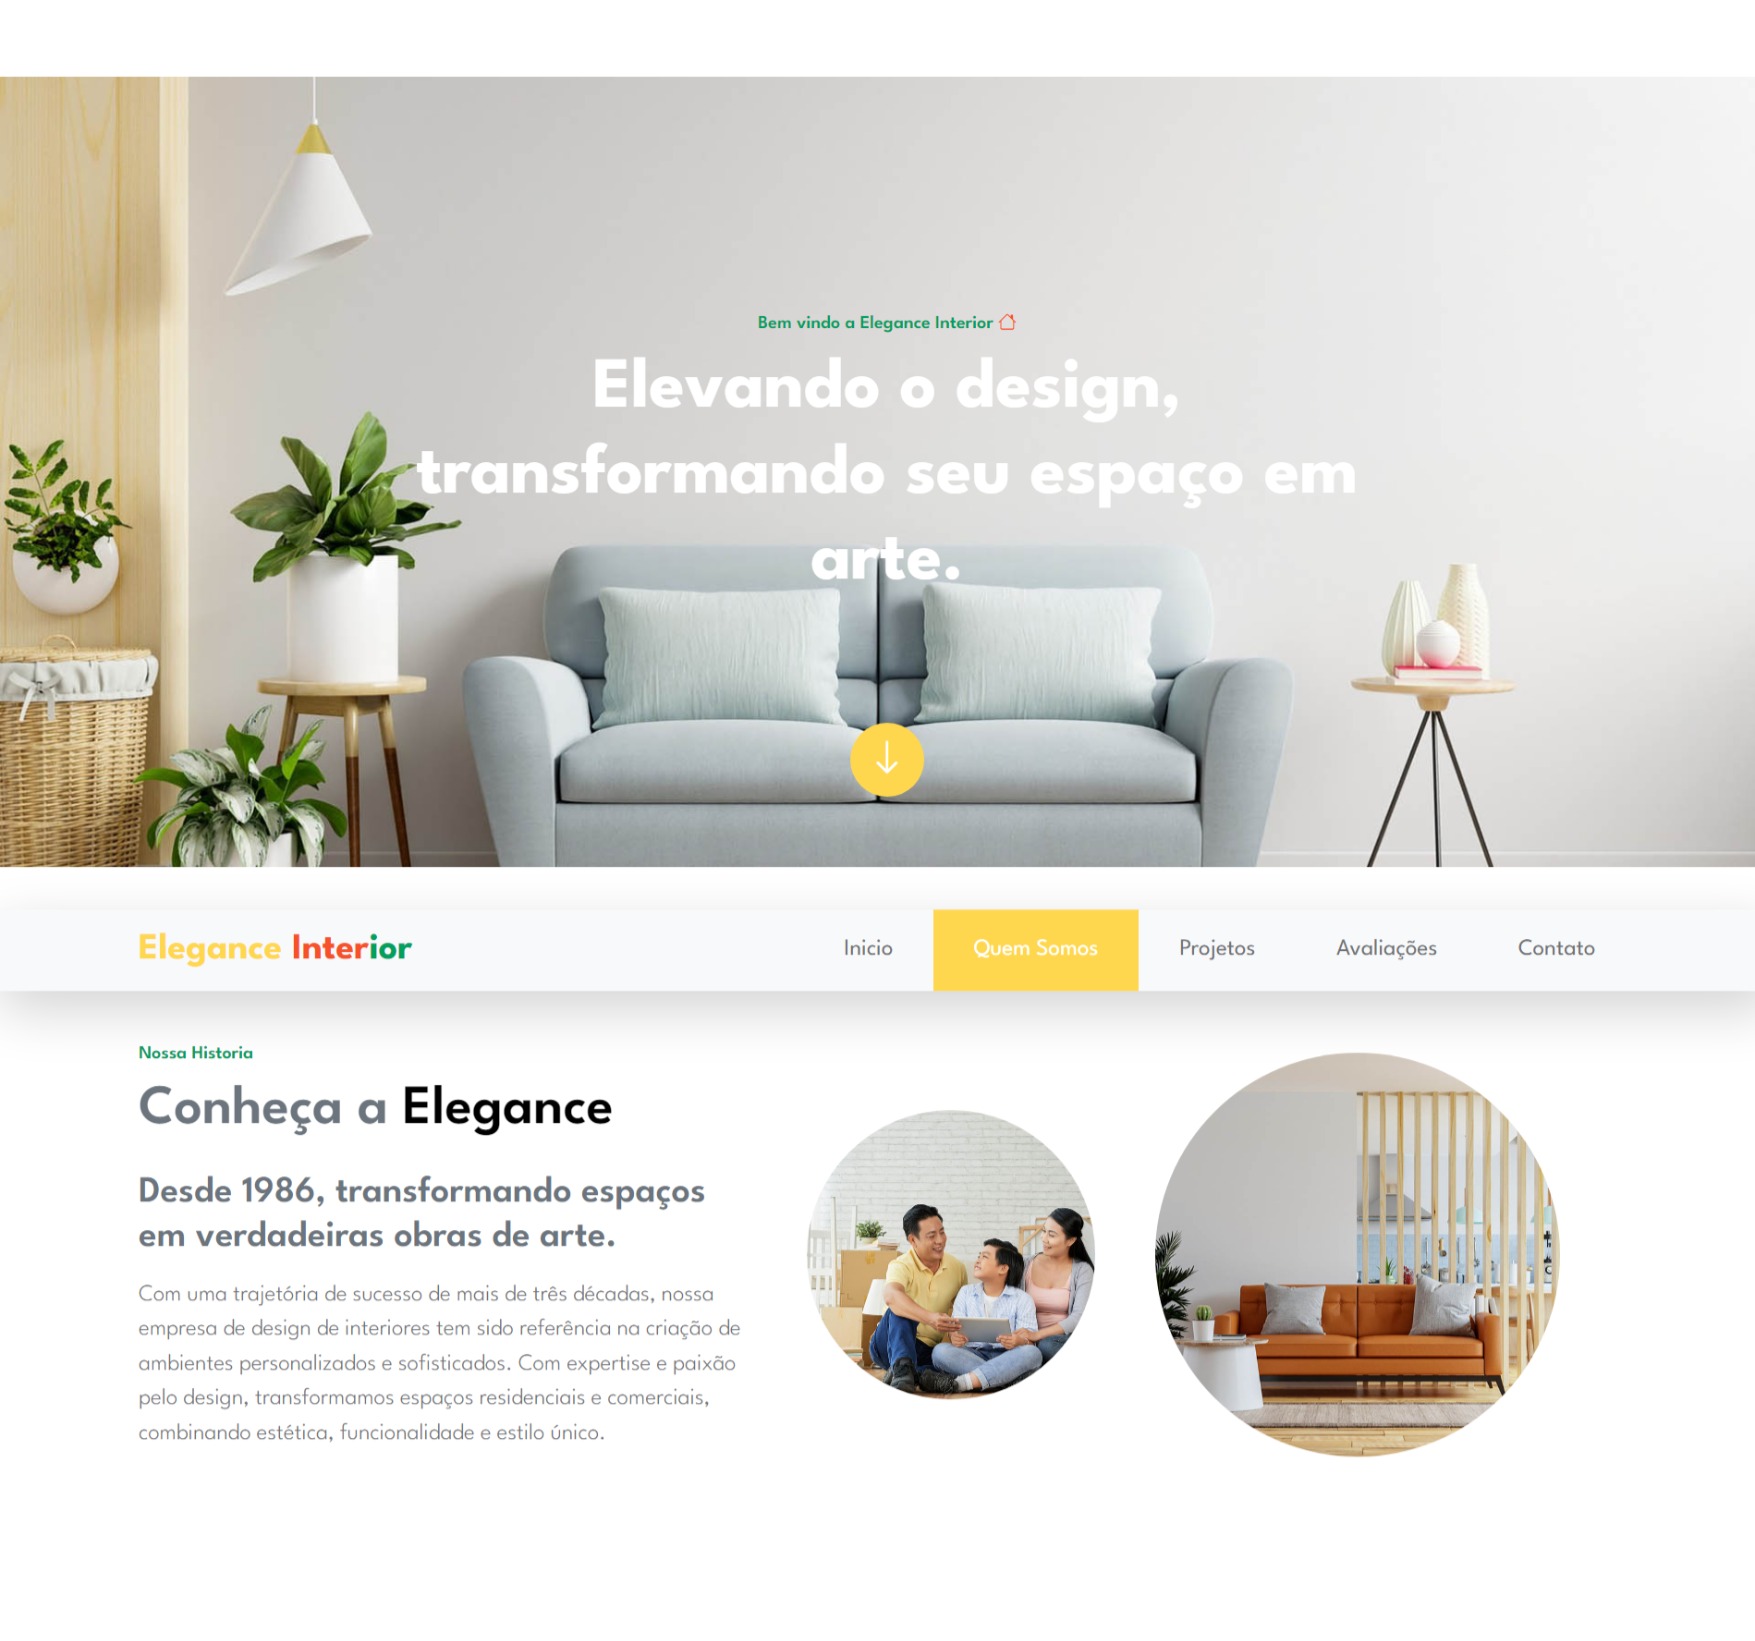 Bem vindo a Elegance Interior
Elevando o design,
transformando seu espaço em
arte.
Elegance Interior
Inicio
Quem Somos
Projetos
Avaliações
Contato
Nossa Historia
Conheça a Elegance
Desde 1986, transformando espaços
em verdadeiras obras de arte.
Com uma trajetória de sucesso de mais de três décadas, nossa
empresa de design de interiores tem sido referência na criação de
ambientes personalizados e sofisticados. Com expertise e paixão
pelo design, transformamos espaços residenciais e comerciais,
combinando estética, funcionalidade e estilo único.